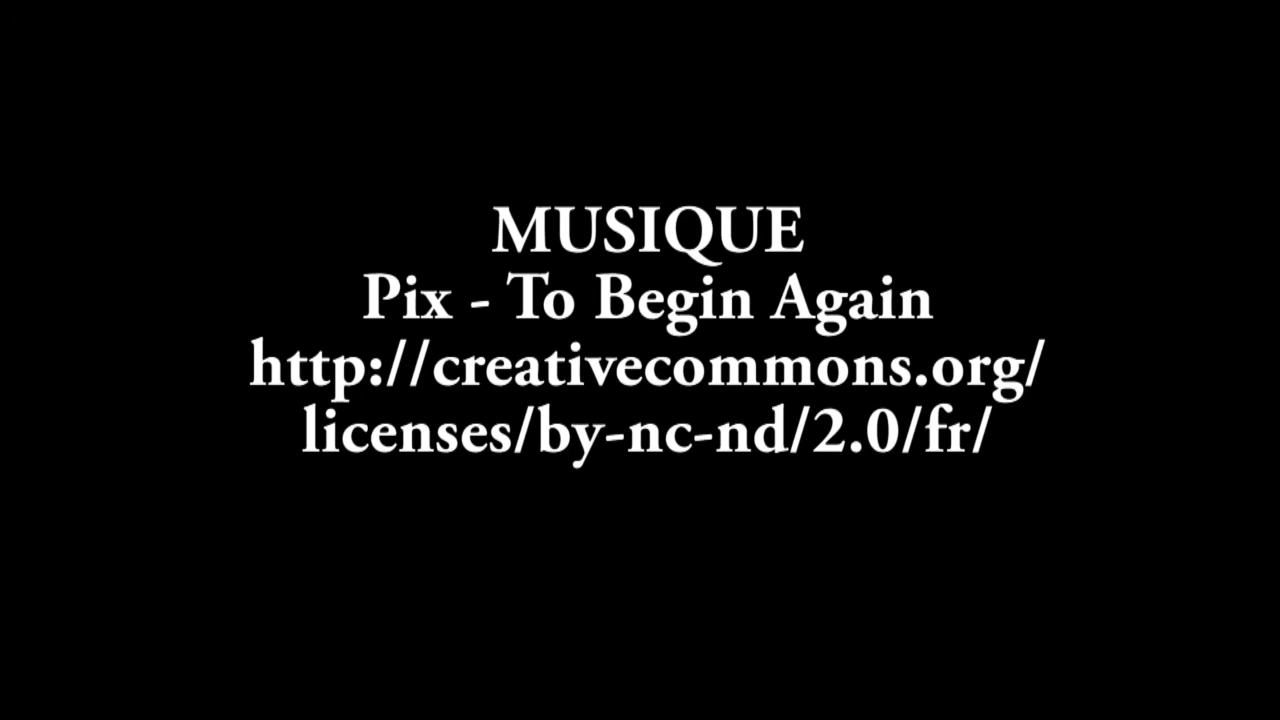 MUSIQUE
Pix - To Begin Again
http://creativecommons.org/
licenses/by-nc-nd/2.0/fr/